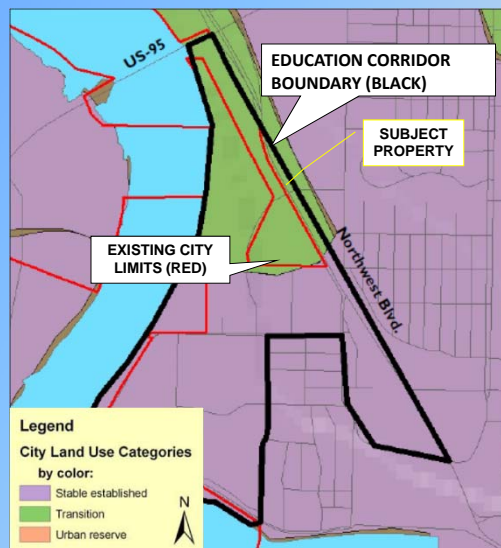 US-95
EDUCATION CORRIDOR
BOUNDARY (BLACK)
SUBJECT
PROPERTY
EXISTING CITY
LIMITS (RED)
Northwest Blvd.
Legend
City Land Use Categories
by color:
Stable established
Transition
Urban reserve
N